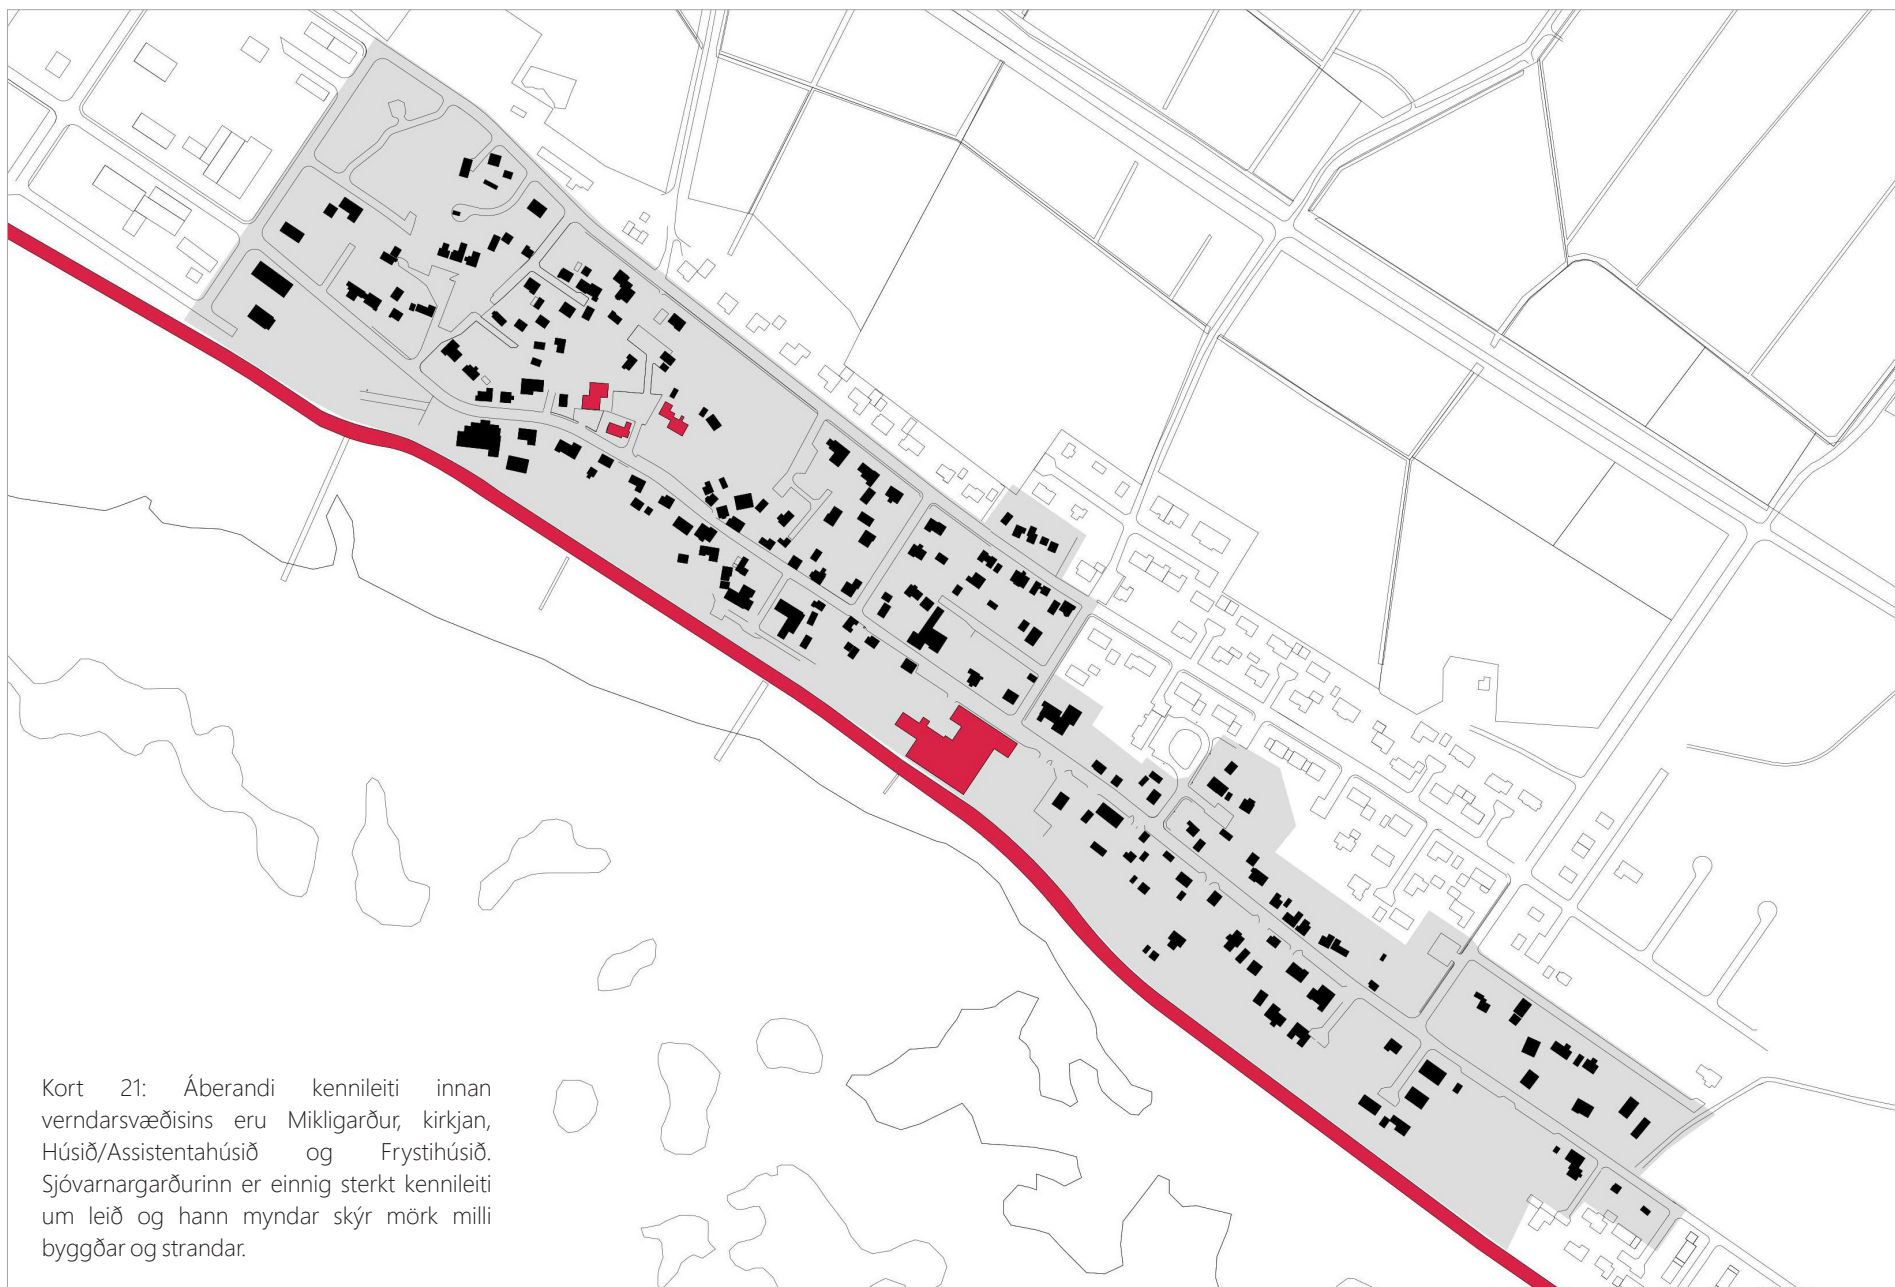 Kort 21: Áberandi kennileiti innan
verndarsvæðisins eru Mikligarður, kirkjan,
Húsið/Assistentahúsið og Frystihúsið.
Sjóvarnargarðurinn er einnig sterkt kennileiti
um leið og hann myndar skýr mörk milli
byggðar og strandar.